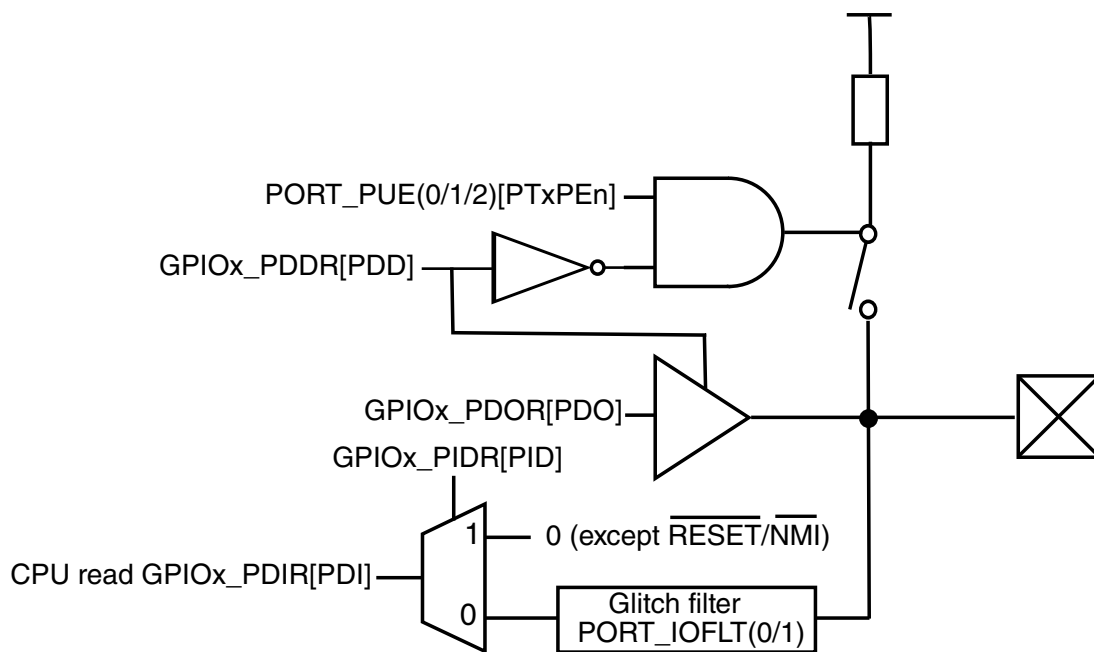 PORT_PUE(0/1/2)[PTxPEn]
GPIOx_PDDR[PDD]
GPIOx_PDOR[PDO]
GPIOx_PIDR[PID]
1
0 (except RESET/NMI)
CPU read GPIOx_PDIR[PDI]
0
Glitch filter
PORT_IOFLT(0/1)